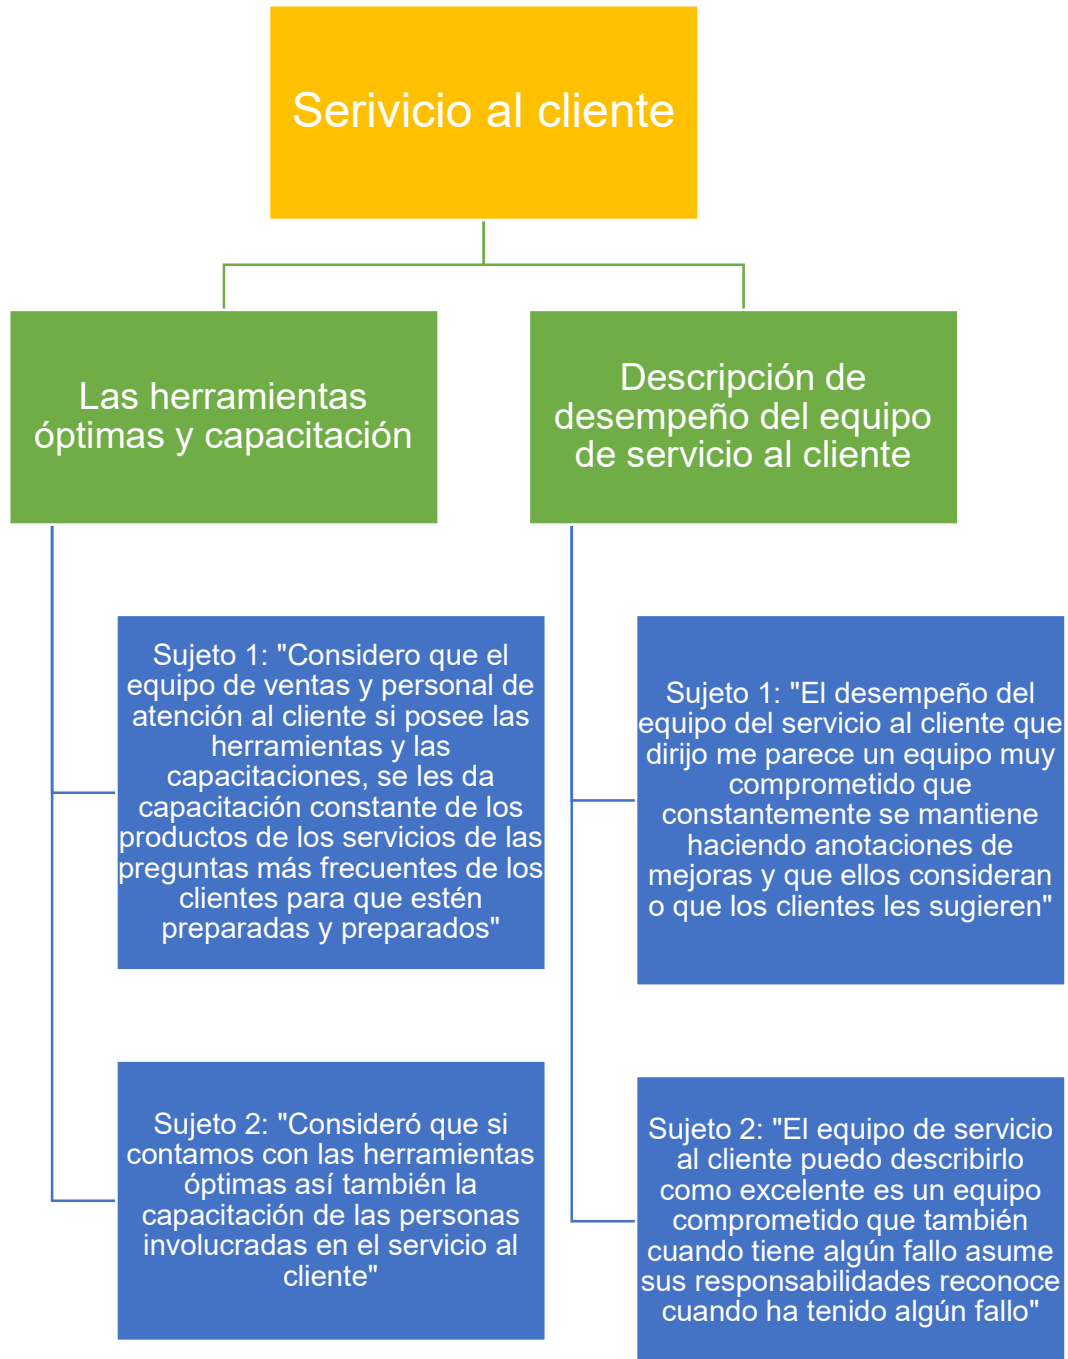 Serivicio al cliente
Las herramientas
óptimas y capacitación
Descripción de
desempeño del equipo
de servicio al cliente
Sujeto 1: "Considero que el
equipo de ventas y personal de
atención al cliente si posee las
herramientas y las
capacitaciones, se les da
capacitación constante de los
productos de los servicios de las
preguntas más frecuentes de los
clientes para que estén
preparadas y preparados"
Sujeto 2: "Consideró que si
contamos con las herramientas
óptimas así también la
capacitación de las personas
involucradas en el servicio al
cliente"
Sujeto 1: "El desempeño del
equipo del servicio al cliente que
dirijo me parece un equipo muy
comprometido que
constantemente se mantiene
haciendo anotaciones de
mejoras y que ellos consideran
o que los clientes les sugieren"
Sujeto 2: "El equipo de servicio
al cliente puedo describirlo
como excelente es un equipo
comprometido que también
cuando tiene algún fallo asume
sus responsabilidades reconoce
cuando ha tenido algún fallo"